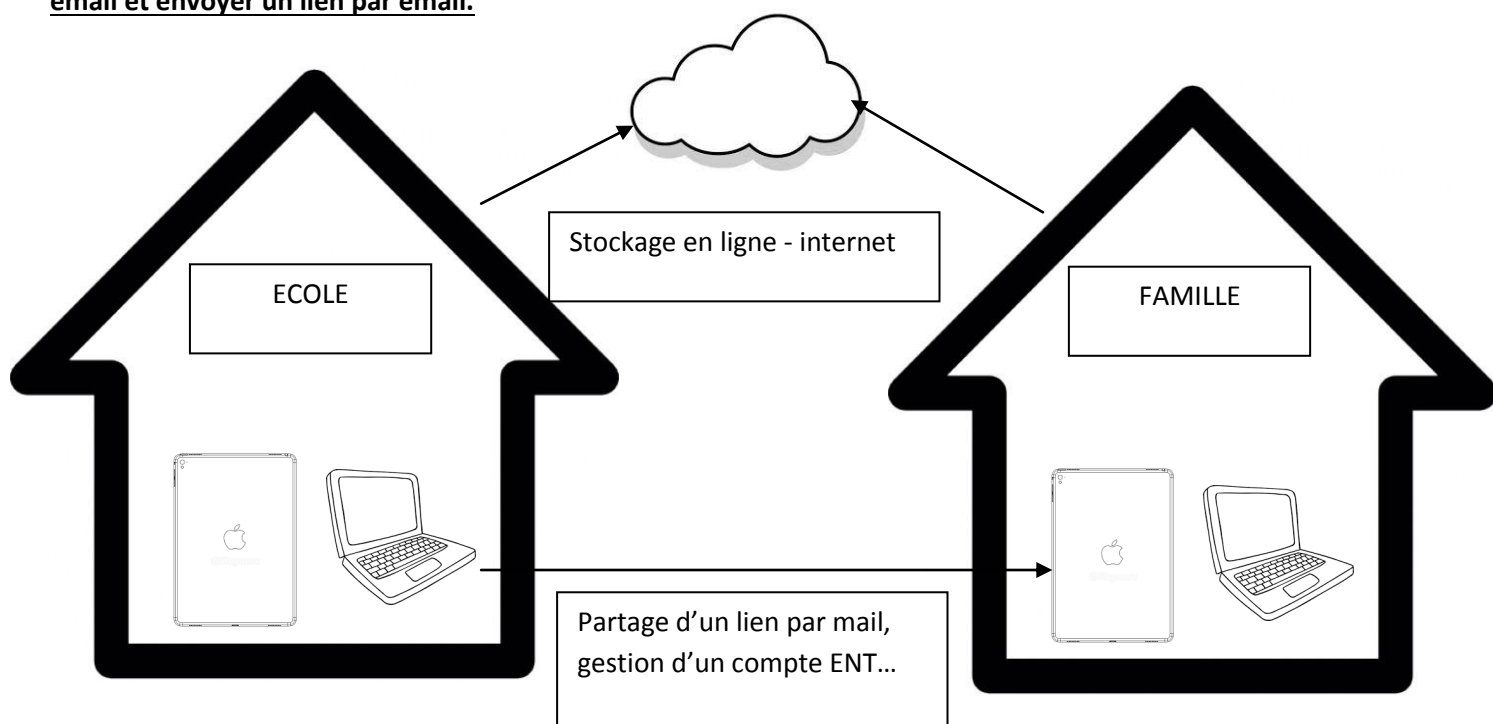 email et envoyer un lien par email.
Stockage en ligne - internet
ECOLE
FAMILLE
Partage d’un lien par mail,
gestion d’un compte ENT…